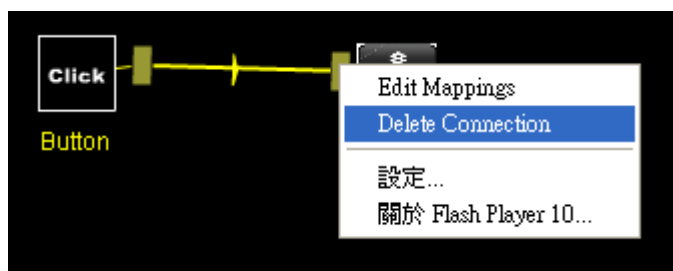 Click
Button
Edit Mappings
Delete Connection
設定...
關於 Flash Player 10...